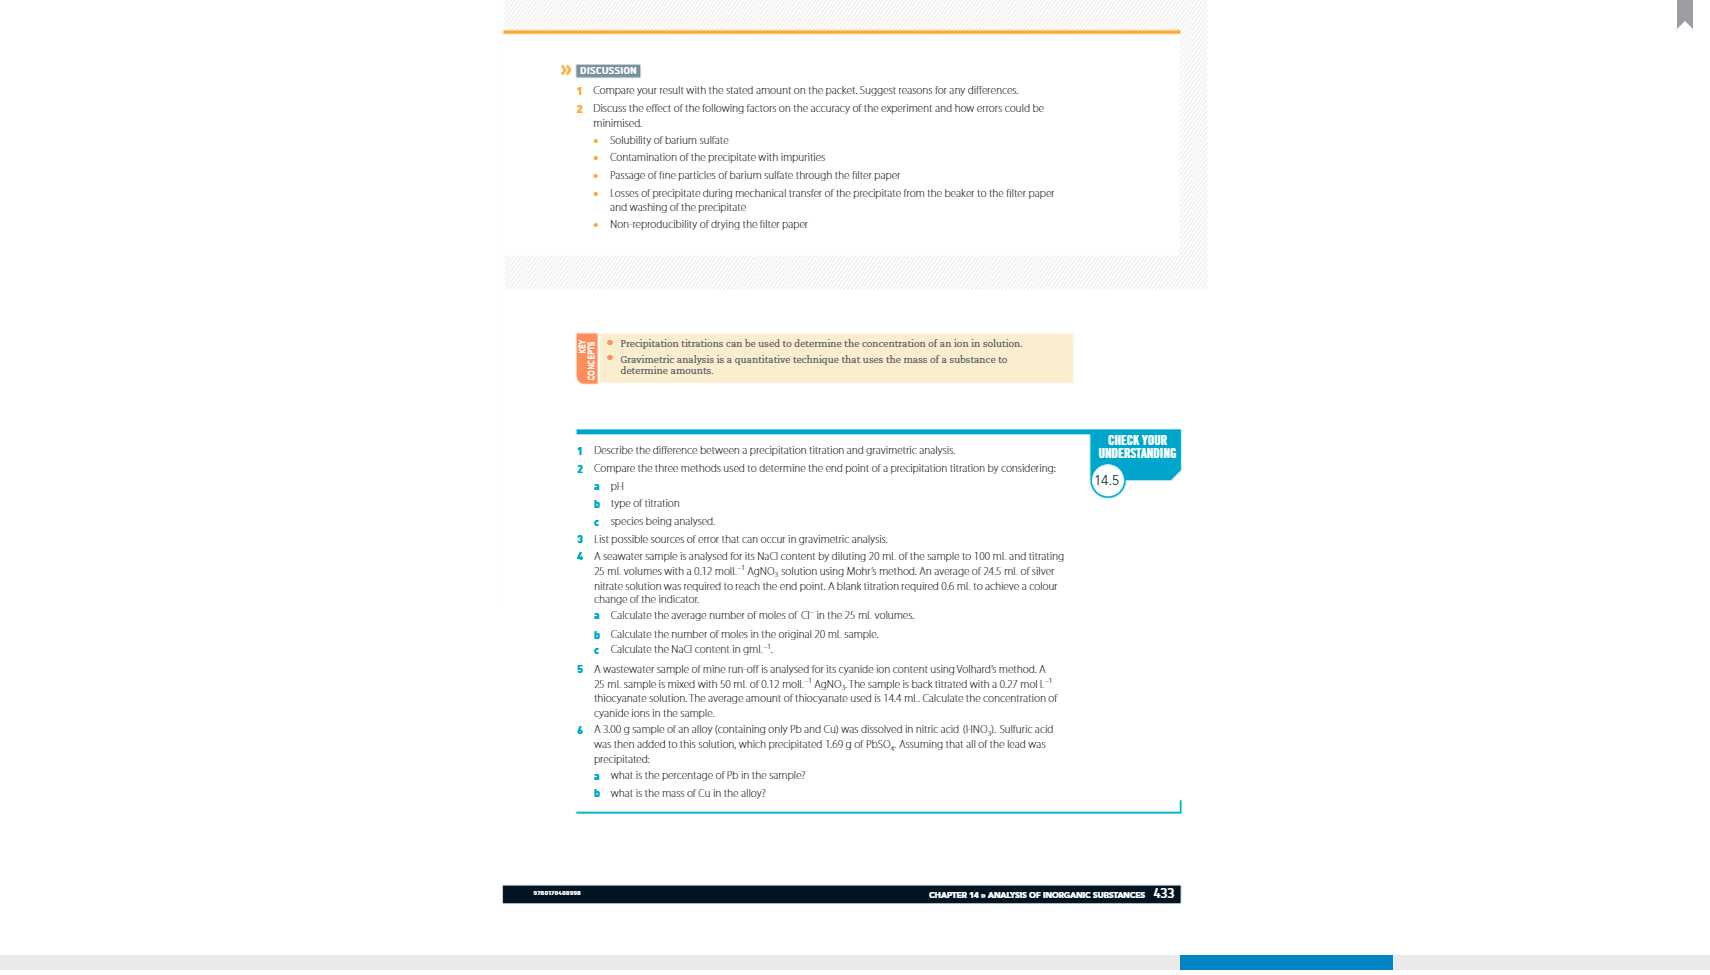 » DISCUSSION
1 Compare your result with the stated amount on the packet. Suggest reasons for any differences.
2 Discuss the effect of the following factors on the accuracy of the experiment and how errors could be
minimised.
• Solubility of barium sulfate
• Contamination of the precipitate with impurities
• Passage of fine particles of barium sulfate through the filter paper
• Losses of precipitate during mechanical transfer of the precipitate from the beaker to the filter paper
and washing of the precipitate
• Non-reproducibility of drying the filter paper
KEY
CONCEPTS
• Precipitation titrations can be used to determine the concentration of an ion in solution.
• Gravimetric analysis is a quantitative technique that uses the mass of a substance to
determine amounts.
CHECK YOUR
UNDERSTANDING
14.5
1 Describe the difference between a precipitation titration and gravimetric analysis.
2 Compare the three methods used to determine the end point of a precipitation titration by considering:
a pH
b type of titration
c species being analysed.
3 List possible sources of error that can occur in gravimetric analysis.
4 A seawater sample is analysed for its NaCl content by diluting 20 mL of the sample to 100 mL and titrating
25 mL volumes with a 0.12 molL⁻¹ AgNO₃ solution using Mohr's method. An average of 24.5 mL of silver
nitrate solution was required to reach the end point. A blank titration required 0.6 mL to achieve a colour
change of the indicator.
a Calculate the average number of moles of Cl⁻ in the 25 mL volumes.
b Calculate the number of moles in the original 20 mL sample.
c Calculate the NaCl content in gmL⁻¹.
5 A wastewater sample of mine run-off is analysed for its cyanide ion content using Volhard's method. A
25 mL sample is mixed with 50 mL of 0.12 molL⁻¹ AgNO₃. The sample is back titrated with a 0.27 mol L⁻¹
thiocyanate solution. The average amount of thiocyanate used is 14.4 mL. Calculate the concentration of
cyanide ions in the sample.
6 A 3.00 g sample of an alloy (containing only Pb and Cu) was dissolved in nitric acid (HNO₃). Sulfuric acid
was then added to this solution, which precipitated 1.69 g of PbSO₄. Assuming that all of the lead was
precipitated:
a what is the percentage of Pb in the sample?
b what is the mass of Cu in the alloy?
9780170408998 CHAPTER 14 » ANALYSIS OF INORGANIC SUBSTANCES 433